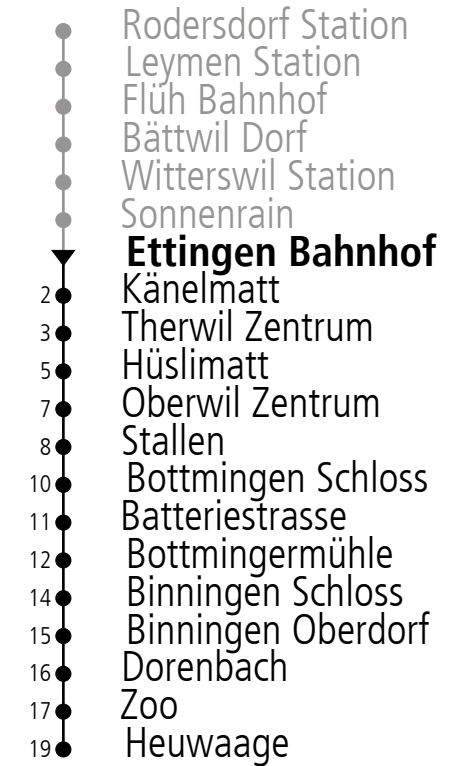 Rodersdorf Station
Leymen Station
Flüh Bahnhof
Bättwil Dorf
Witterswil Station
Sonnenrain
Ettingen Bahnhof
2 Känelmatt
3 Therwil Zentrum
5 Hüslimatt
7 Oberwil Zentrum
8 Stallen
10 Bottmingen Schloss
11 Batteriestrasse
12 Bottmingermühle
14 Binningen Schloss
15 Binningen Oberdorf
16 Dorenbach
17 Zoo
19 Heuwaage